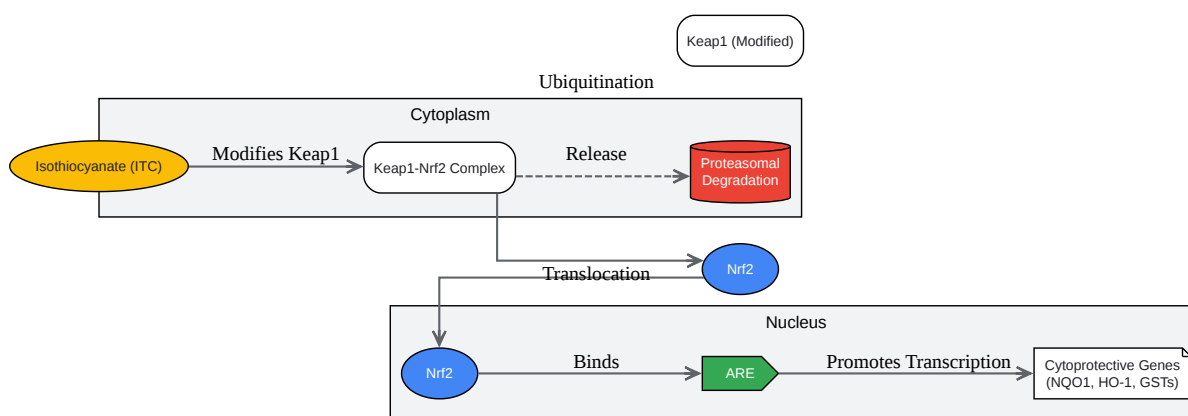 Keap1 (Modified)
Ubiquitination
Cytoplasm
Isothiocyanate (ITC)
Modifies Keap1
Keap1-Nrf2 Complex
Release
Proteasomal
Degradation
Nrf2
Translocation
Nucleus
Nrf2
Binds
ARE
Promotes Transcription
Cytoprotective Genes
(NQO1, HO-1, GSTs)